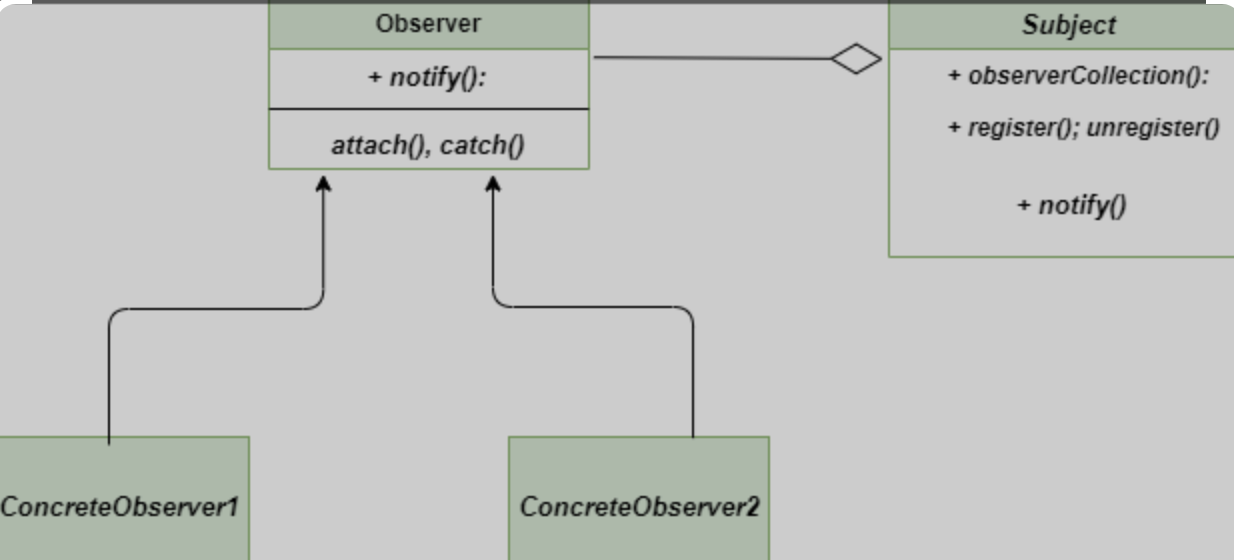 Observer
+ notify():
attach(), catch()
Subject
+ observerCollection():
+ register(); unregister()
+ notify()
ConcreteObserver1
ConcreteObserver2